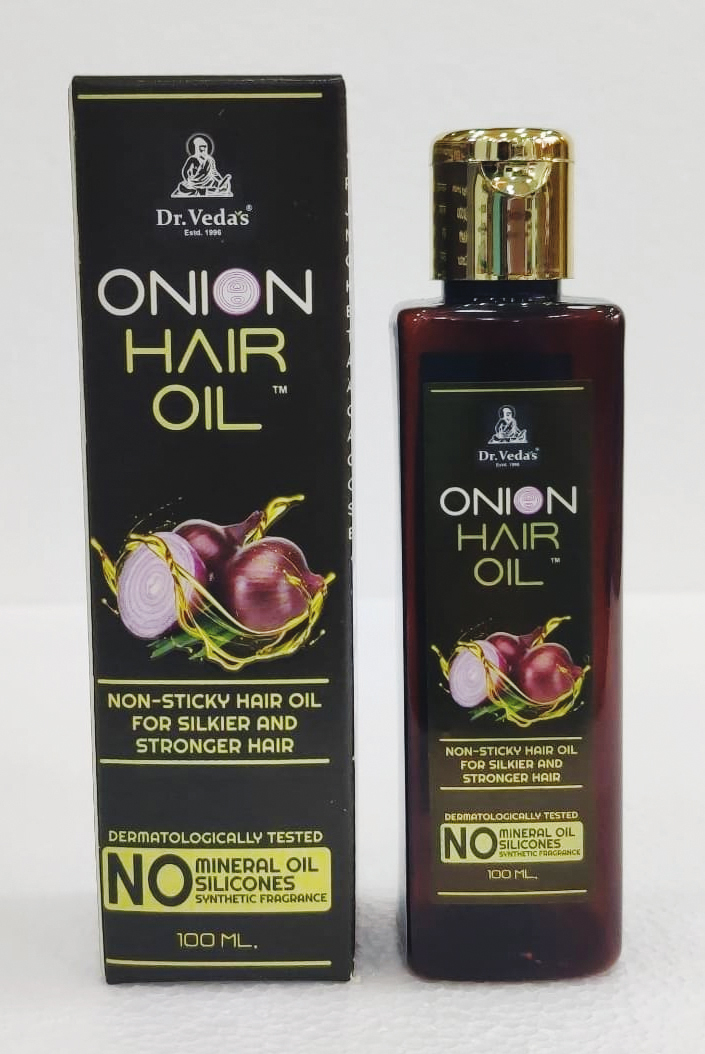 Dr. Veda's®
Estd. 1996
ONION
HAIR
OIL™
NON-STICKY HAIR OIL
FOR SILKIER AND
STRONGER HAIR
DERMATOLOGICALLY TESTED
NO MINERAL OIL
SILICONES
SYNTHETIC FRAGRANCE
100 ML.
Dr. Veda's
Estd. 1996
ONION
HAIR
OIL™
NON-STICKY HAIR OIL
FOR SILKIER AND
STRONGER HAIR
DERMATOLOGICALLY TESTED
NO MINERAL OIL
SILICONES
SYNTHETIC FRAGRANCE
100 ML.